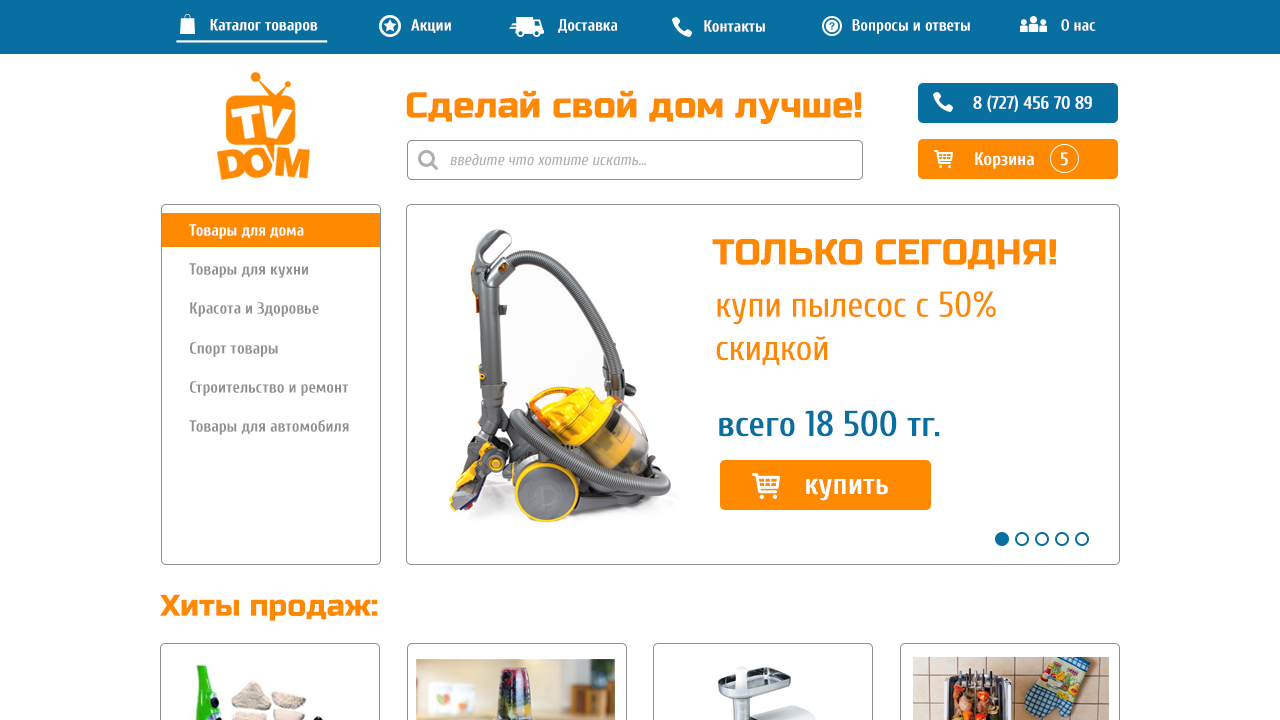 Каталог товаров
Акции
Доставка
Контакты
Вопросы и ответы
О нас
TV
DOM
Сделай свой дом лучше!
8 (727) 456 70 89
введите что хотите искать...
Корзина 5
Товары для дома
Товары для кухни
Красота и Здоровье
Спорт товары
Строительство и ремонт
Товары для автомобиля
ТОЛЬКО СЕГОДНЯ!
купи пылесос с 50%
скидкой
всего 18 500 тг.
купить
Хиты продаж: